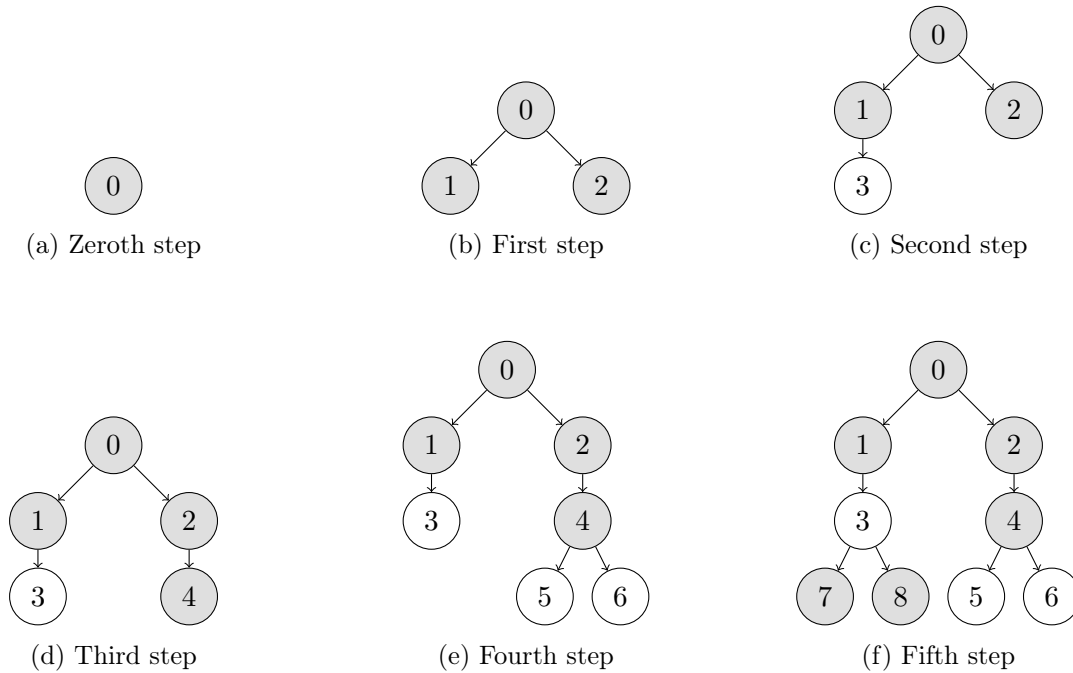 0
0
1 2
0
1 2
3
(a) Zeroth step
(b) First step
(c) Second step
0
1 2
3 4
0
1 2
3 4
5 6
0
1 2
3 4
7 8 5 6
(d) Third step
(e) Fourth step
(f) Fifth step